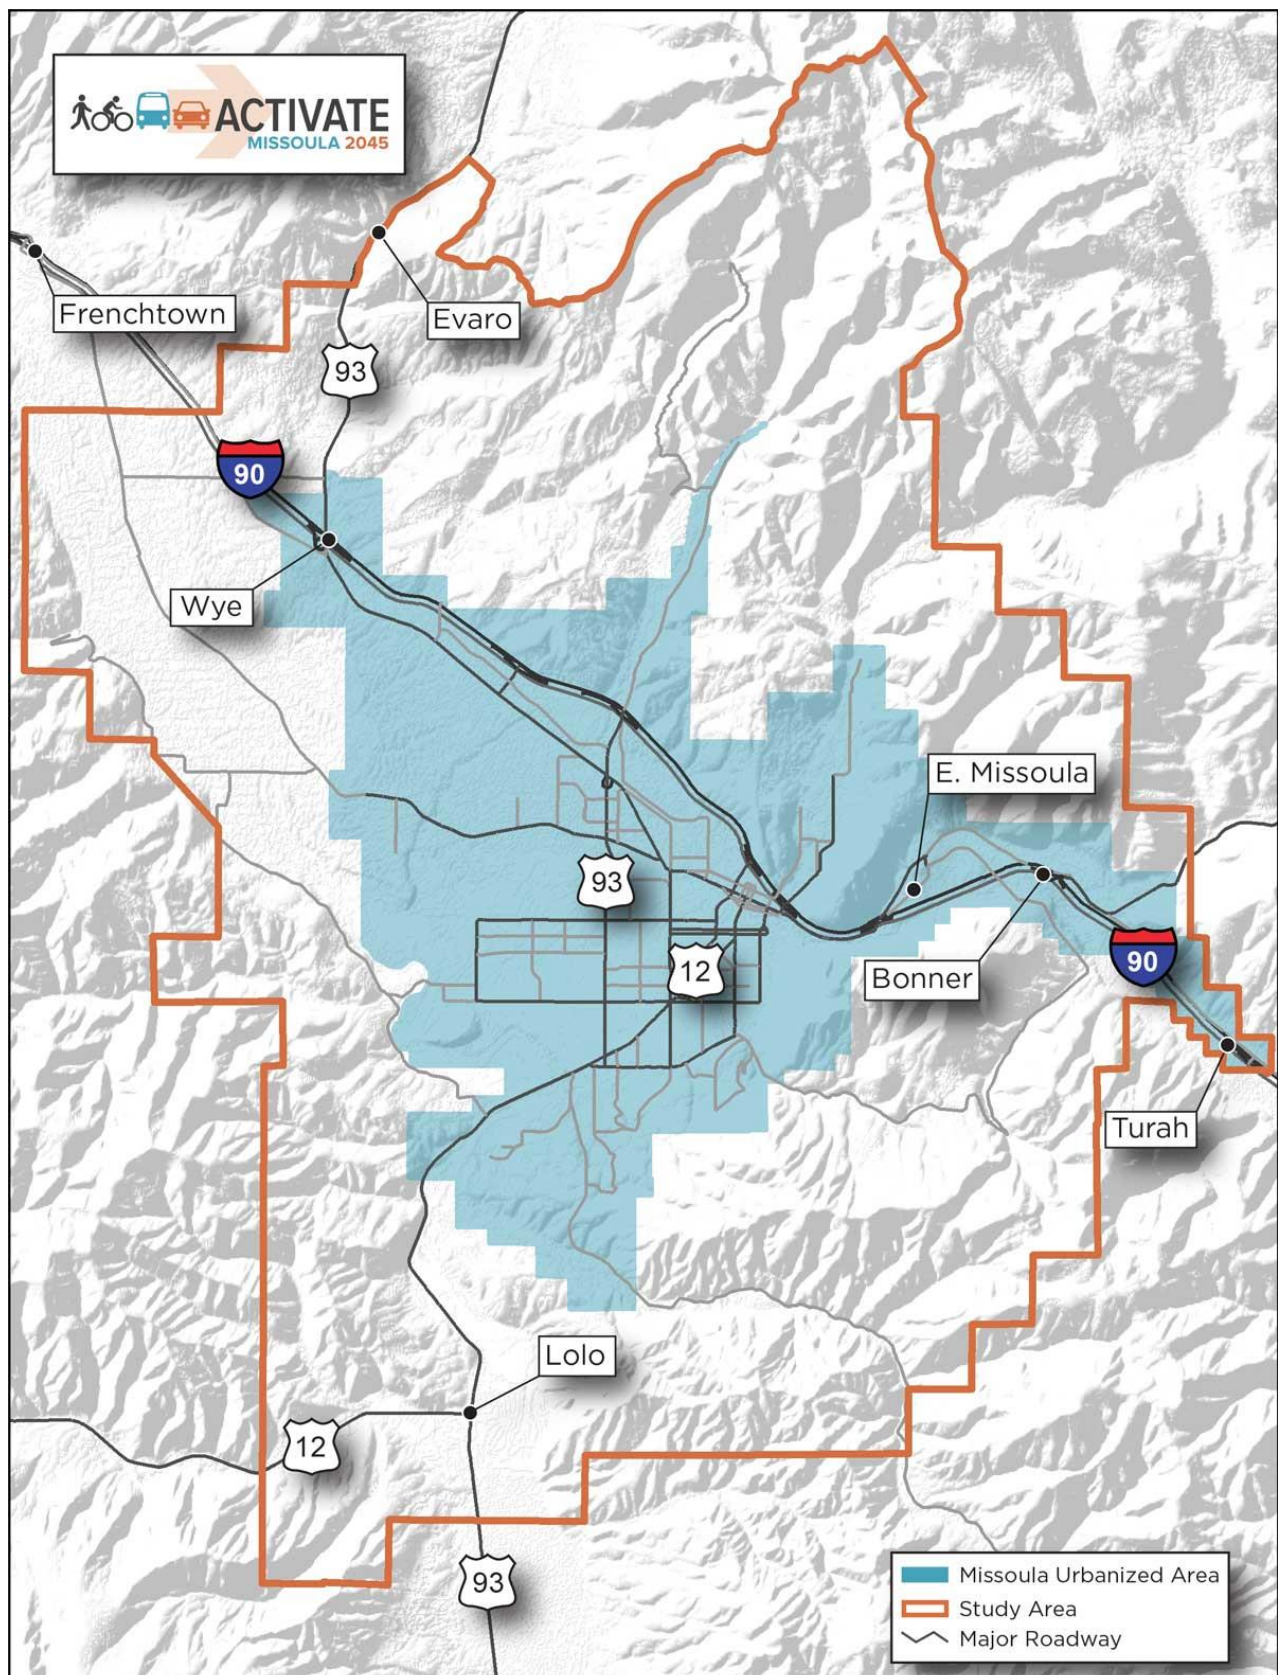 ACTIVATE
MISSOULA 2045
Frenchtown
Evaro
93
90
Wye
E. Missoula
93
12
Bonner
90
Turah
Lolo
12
93
Missoula Urbanized Area
Study Area
Major Roadway